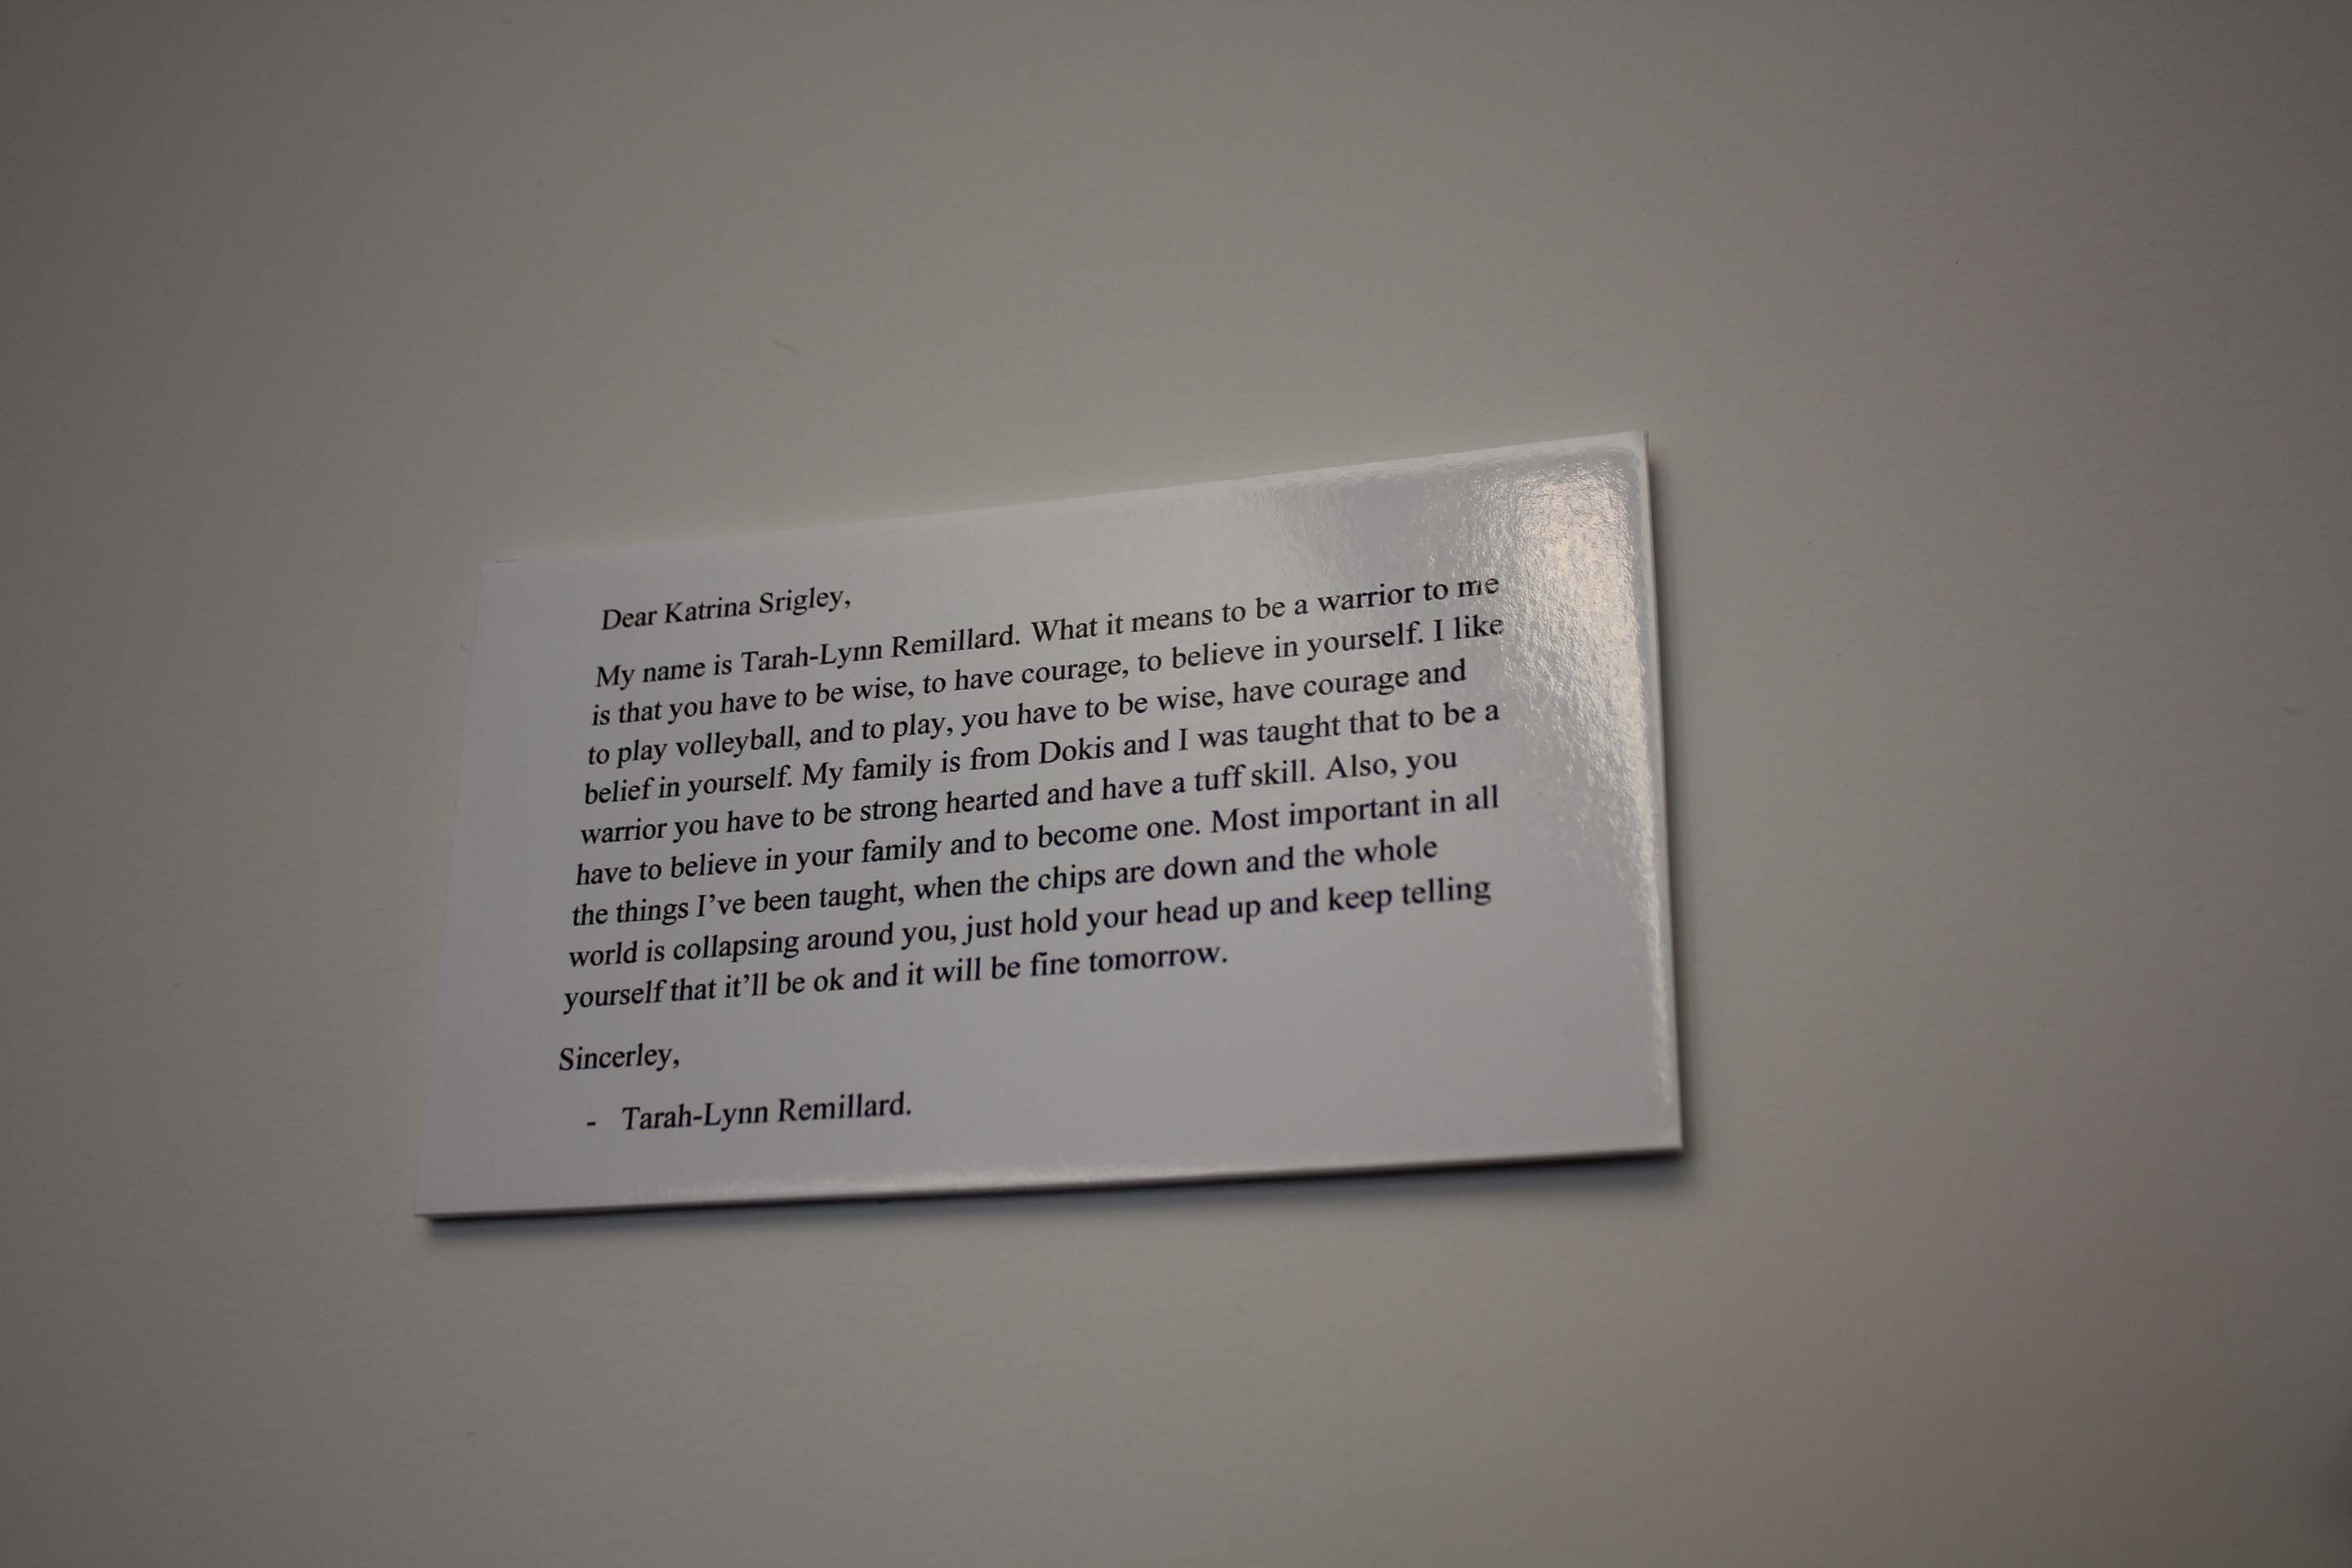 Dear Katrina Srigley,
My name is Tarah-Lynn Remillard. What it means to be a warrior to me
is that you have to be wise, to have courage, to believe in yourself. I like
to play volleyball, and to play, you have to be wise, have courage and
belief in yourself. My family is from Dokis and I was taught that to be a
warrior you have to be strong hearted and have a tuff skill. Also, you
have to believe in your family and to become one. Most important in all
the things I’ve been taught, when the chips are down and the whole
world is collapsing around you, just hold your head up and keep telling
yourself that it’ll be ok and it will be fine tomorrow.
Sincerley,
- Tarah-Lynn Remillard.